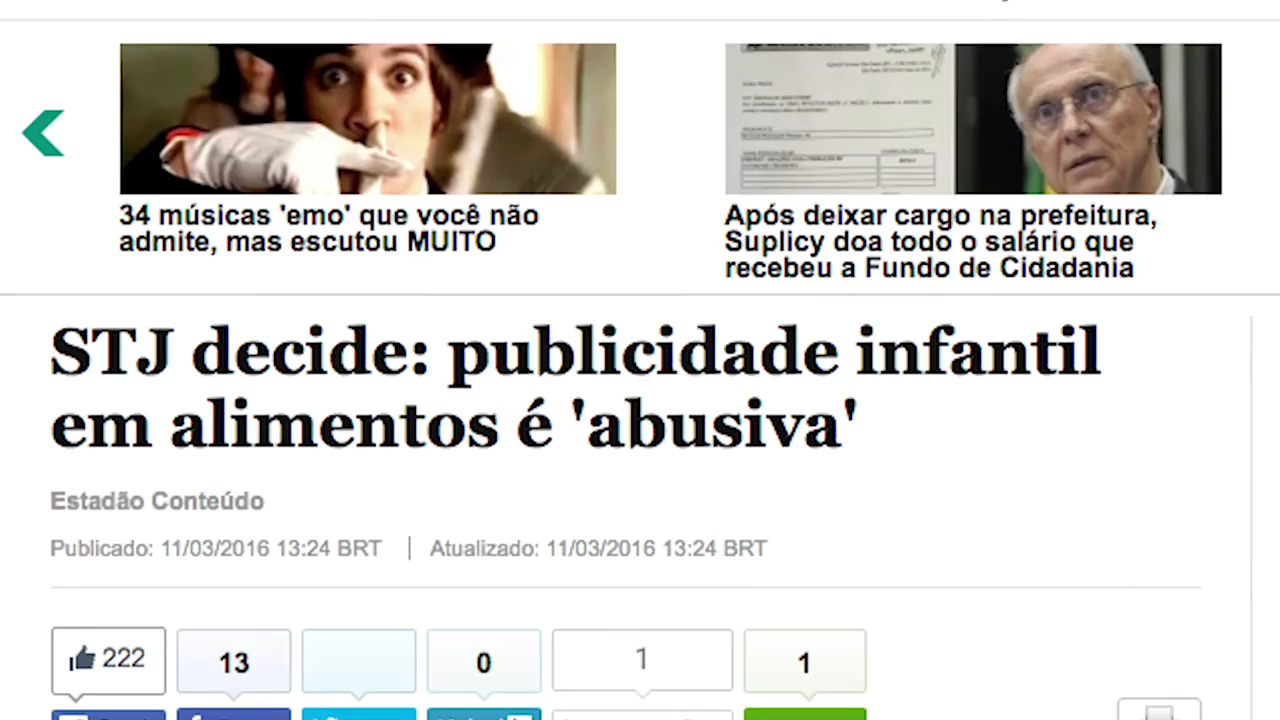 34 músicas 'emo' que você não
admite, mas escutou MUITO
Após deixar cargo na prefeitura,
Suplicy doa todo o salário que
recebeu a Fundo de Cidadania
STJ decide: publicidade infantil
em alimentos é 'abusiva'
Estadão Conteúdo
Publicado: 11/03/2016 13:24 BRT | Atualizado: 11/03/2016 13:24 BRT
222 13 0 1 1